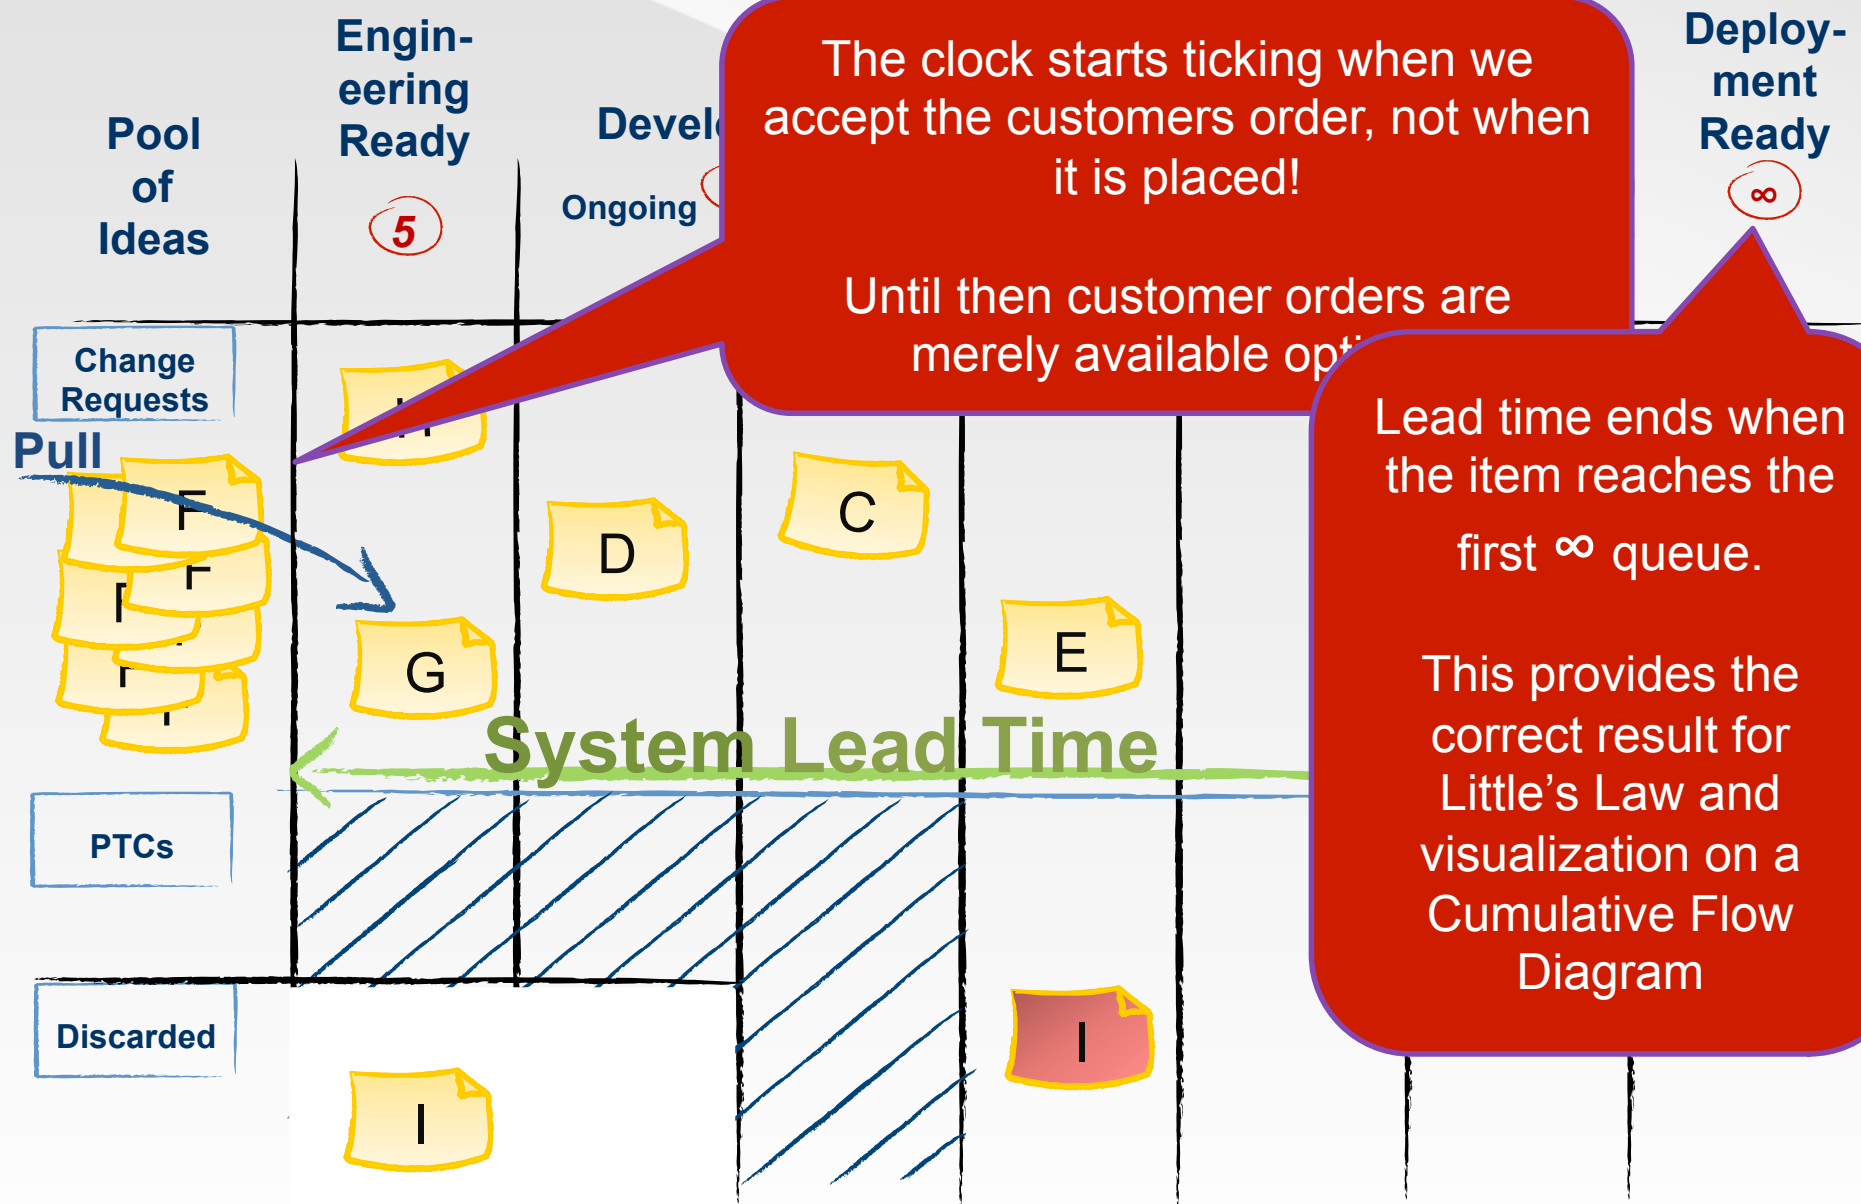 Pool
of
Ideas
Engin-
eering
Ready
5
Ongoing
The clock starts ticking when we
accept the customers order, not when
it is placed!
Until then customer orders are
merely available
Deploy-
ment
Ready
∞
Change
Requests
Pull
F
F
G
D
C
E
Lead time ends when
the item reaches the
first ∞ queue.
This provides the
correct result for
Little’s Law and
visualization on a
Cumulative Flow
Diagram
System Lead Time
PTCs
Discarded
I
I